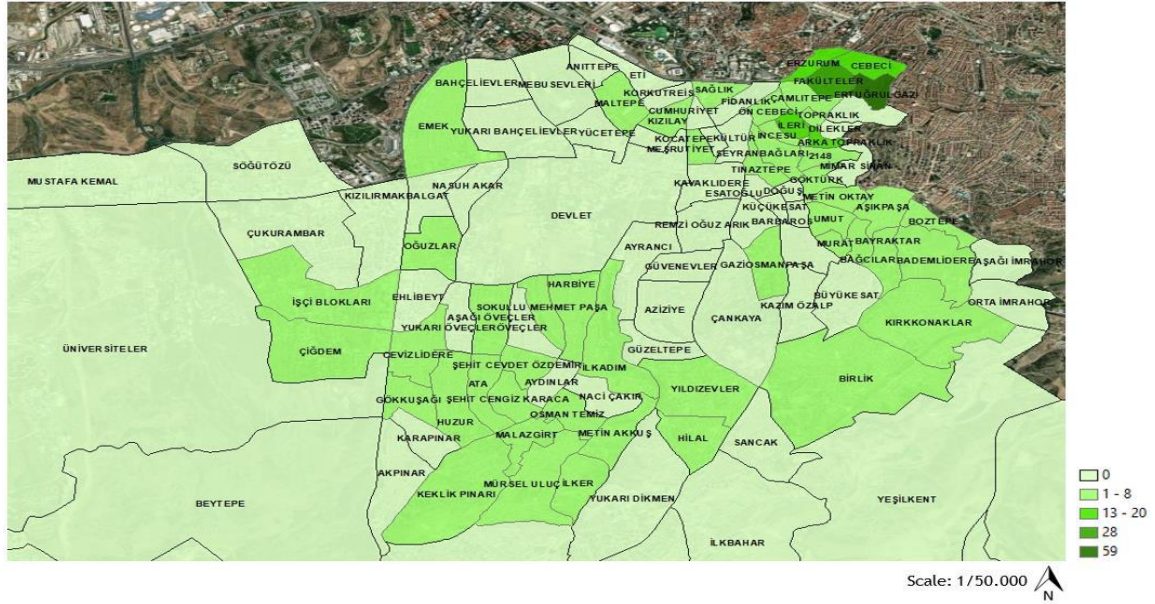 ERZURUM
CEBECİ
ANITTEPE
ETİ
BAHÇELİEVLER
MEBUSEVLERİ
FAKÜLTELER
KORKUTREİS
SAĞLIK
ERTUĞRULGAZİ
MALTEPE
FİDANLIK
ÇAMLITEPE
CUMHURİYET
ÖN CEBECİ
TOPRAKLIK
KIZILAY
EMEK
YUKARI BAHÇELİEVLER
YÜCETEPE
İLERİ
DİLEKLER
KOCATEPE
KÜLTÜR
İNCESU
ARKA TOPRAKLIK
MEŞRUTİYET
SEYRANBAĞLARI
2148
SÖĞÜTÖZÜ
TINAZTEPE
MİMAR SİNAN
MUSTAFA KEMAL
GÖKTÜRK
NASUH AKAR
KAVAKLIDERE
KIZILIRMAK
BALGAT
ESATOĞLU
DOĞUŞ
METİN OKTAY
KÜÇÜKESAT
AŞIKPAŞA
DEVLET
BARBAROS
UMUT
BOZTEPE
REMZİ OĞUZ ARIK
ÇUKURAMBAR
OĞUZLAR
AYRANCI
MURAT
BAYRAKTAR
BAĞCILAR
BADEMLİDERE
AŞAĞI İMRAHOR
GÜVENEVLER
GAZİOSMANPAŞA
HARBİYE
EHLİBEYT
İŞÇİ BLOKLARI
BÜYÜKESAT
ORTA İMRAHOR
SOKULLU MEHMET PAŞA
AZİZİYE
KAZIM ÖZALP
AŞAĞI ÖVEÇLER
ÇANKAYA
YUKARI ÖVEÇLER
ÖVEÇLER
KIRKKONAKLAR
ÜNİVERSİTELER
ÇİĞDEM
CEVİZLİDERE
GÜZELTEPE
ŞEHİT CEVDET ÖZDEMİR
İLKADIM
ATA
AYDINLAR
YILDIZEVLER
BİRLİK
GÖKKUŞAĞI
ŞEHİT CENGİZ KARACA
NACİ ÇAKIR
OSMAN TEMİZ
HUZUR
KARAPINAR
MALAZGİRT
METİN AKKUŞ
HİLAL
SANCAK
AKPINAR
BEYTEPE
KEKLİK PINARI
MÜRSEL ULUÇ
İLKER
YUKARI DİKMEN
YEŞİLKENT
İLKBAHAR
0
1 - 8
13 - 20
28
59
Scale: 1/50.000
N